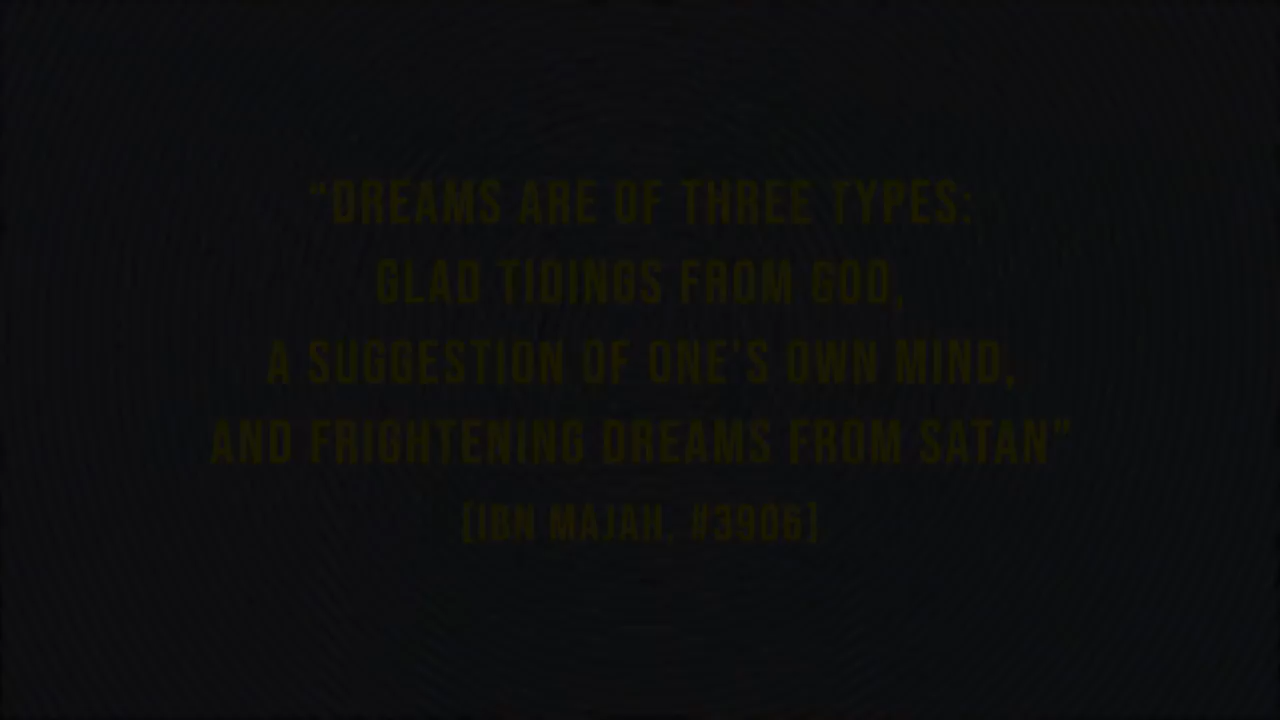 “DREAMS ARE OF THREE TYPES:
GLAD TIDINGS FROM GOD,
A SUGGESTION OF ONE'S OWN MIND,
AND FRIGHTENING DREAMS FROM SATAN”
[IBN MAJAH, #3906]